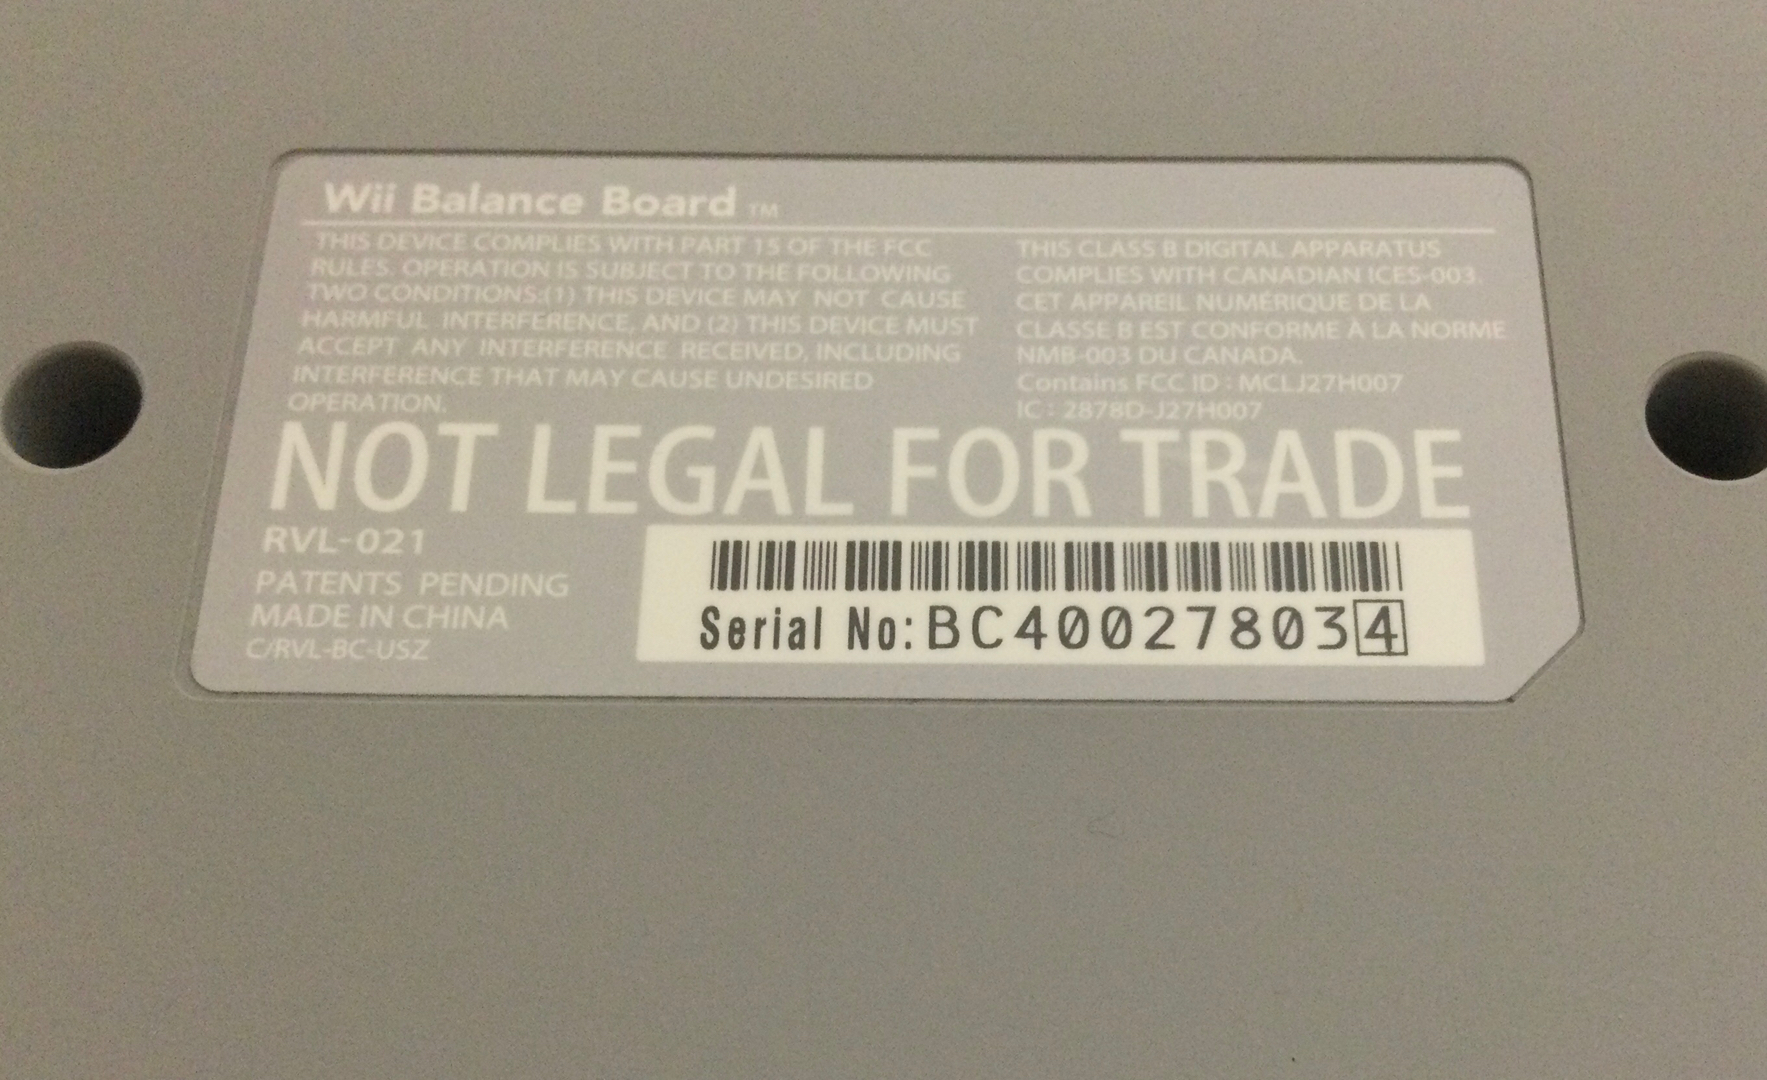 Wii Balance Board TM
THIS DEVICE COMPLIES WITH PART 15 OF THE FCC
RULES. OPERATION IS SUBJECT TO THE FOLLOWING
TWO CONDITIONS:(1) THIS DEVICE MAY NOT CAUSE
HARMFUL INTERFERENCE, AND (2) THIS DEVICE MUST
ACCEPT ANY INTERFERENCE RECEIVED, INCLUDING
INTERFERENCE THAT MAY CAUSE UNDESIRED
OPERATION.
THIS CLASS B DIGITAL APPARATUS
COMPLIES WITH CANADIAN ICES-003.
CET APPAREIL NUMÉRIQUE DE LA
CLASSE B EST CONFORME À LA NORME
NMB-003 DU CANADA.
Contains FCC ID : MCLJ27H007
IC : 2878D-J27H007
NOT LEGAL FOR TRADE
RVL-021
PATENTS PENDING
MADE IN CHINA
C/RVL-BC-USZ
Serial No:BC400278034